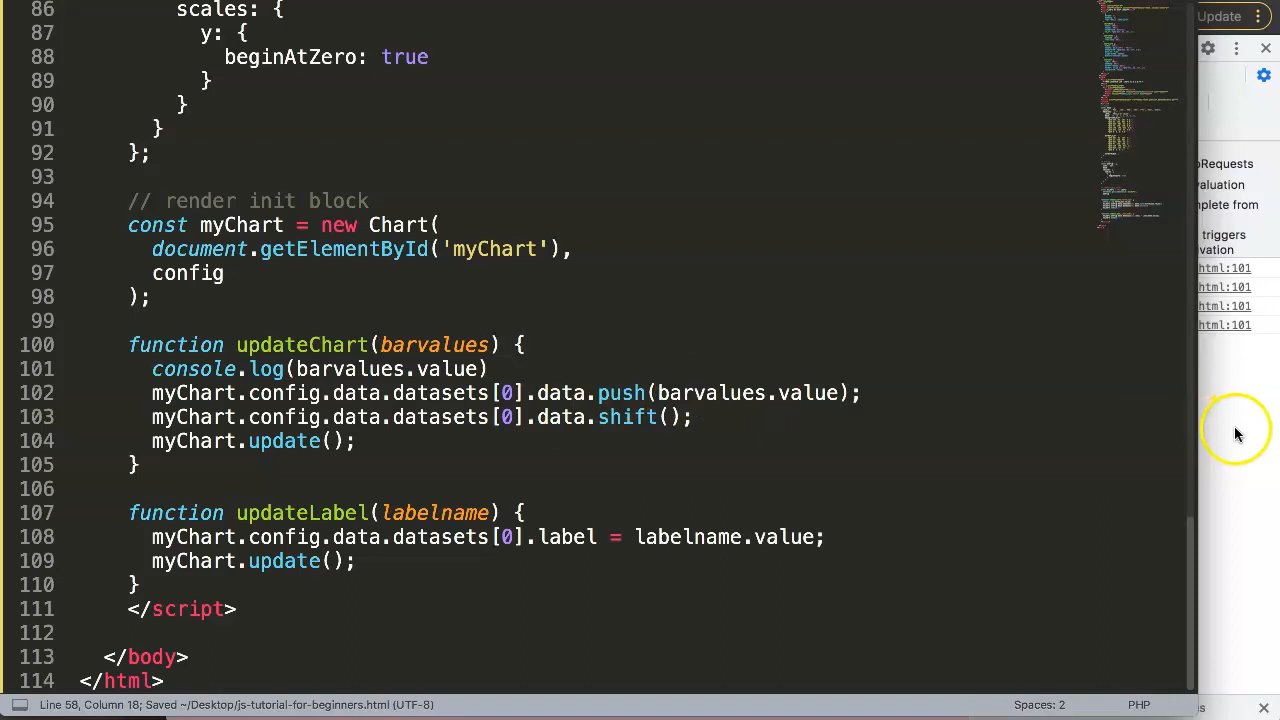 86 scales: {
87 y: {
88 beginAtZero: true
89 }
90 }
91 }
92 };
93
94 // render init block
95 const myChart = new Chart(
96 document.getElementById('myChart'),
97 config
98 );
99
100 function updateChart(barvalues) {
101 console.log(barvalues.value)
102 myChart.config.data.datasets[0].data.push(barvalues.value);
103 myChart.config.data.datasets[0].data.shift();
104 myChart.update();
105 }
106
107 function updateLabel(labelname) {
108 myChart.config.data.datasets[0].label = labelname.value;
109 myChart.update();
110 }
111 </script>
112
113 </body>
114 </html>
Line 58, Column 18; Saved ~/Desktop/js-tutorial-for-beginners.html (UTF-8) Spaces: 2 PHP
Update
Requests
valuation
mplete from
triggers
vation
html:101
html:101
html:101
html:101